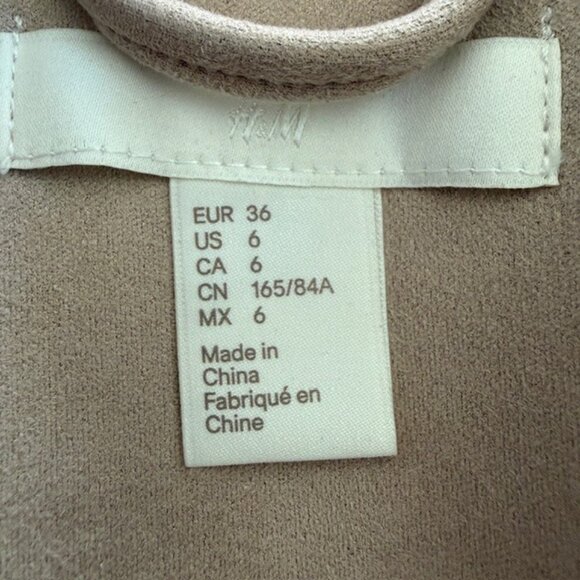 H&M
EUR 36
US 6
CA 6
CN 165/84A
MX 6
Made in
China
Fabriqué en
Chine